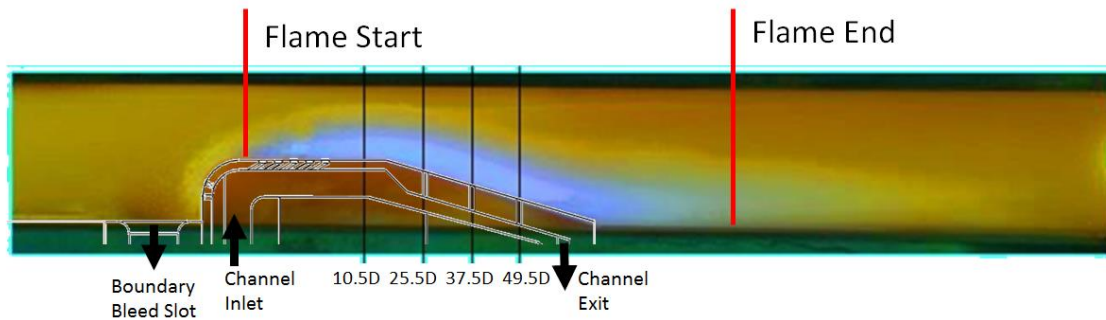 Flame Start
Flame End
Boundary
Bleed Slot
Channel
Inlet
10.5D
25.5D
37.5D
49.5D
Channel
Exit